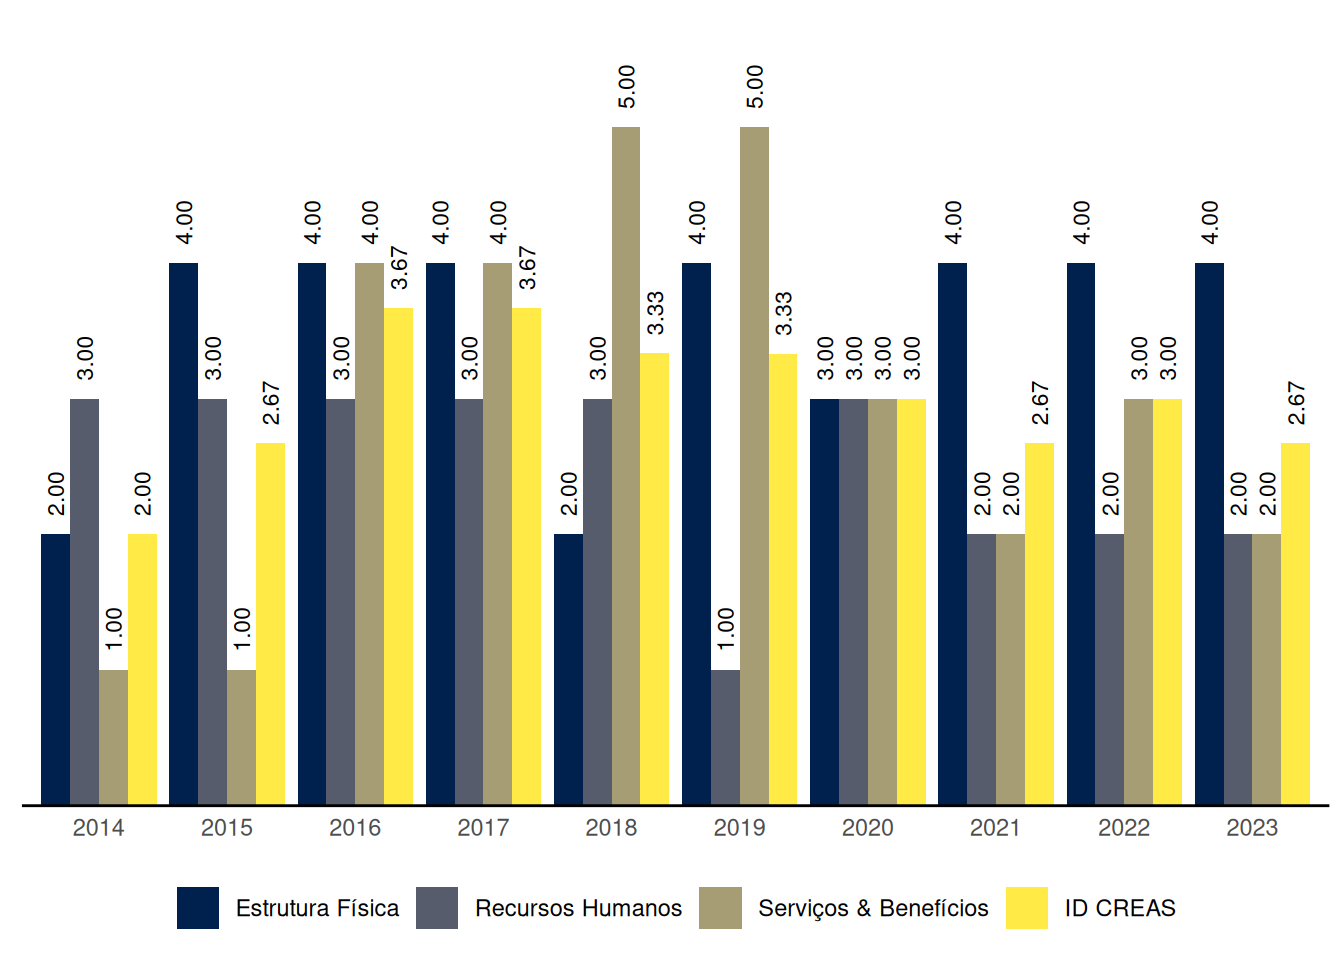 5.00 5.00
4.00 4.00 4.00 4.00 4.00 4.00 4.00 4.00 4.00
3.67 3.67
3.33 3.33
3.00 3.00 3.00 3.00 3.00 3.00 3.00 3.00 3.00 3.00 3.00
2.67 2.67 2.67
2.00 2.00 2.00 2.00 2.00 2.00 2.00 2.00
1.00 1.00 1.00
2014 2015 2016 2017 2018 2019 2020 2021 2022 2023
Estrutura Física Recursos Humanos Serviços & Benefícios ID CREAS